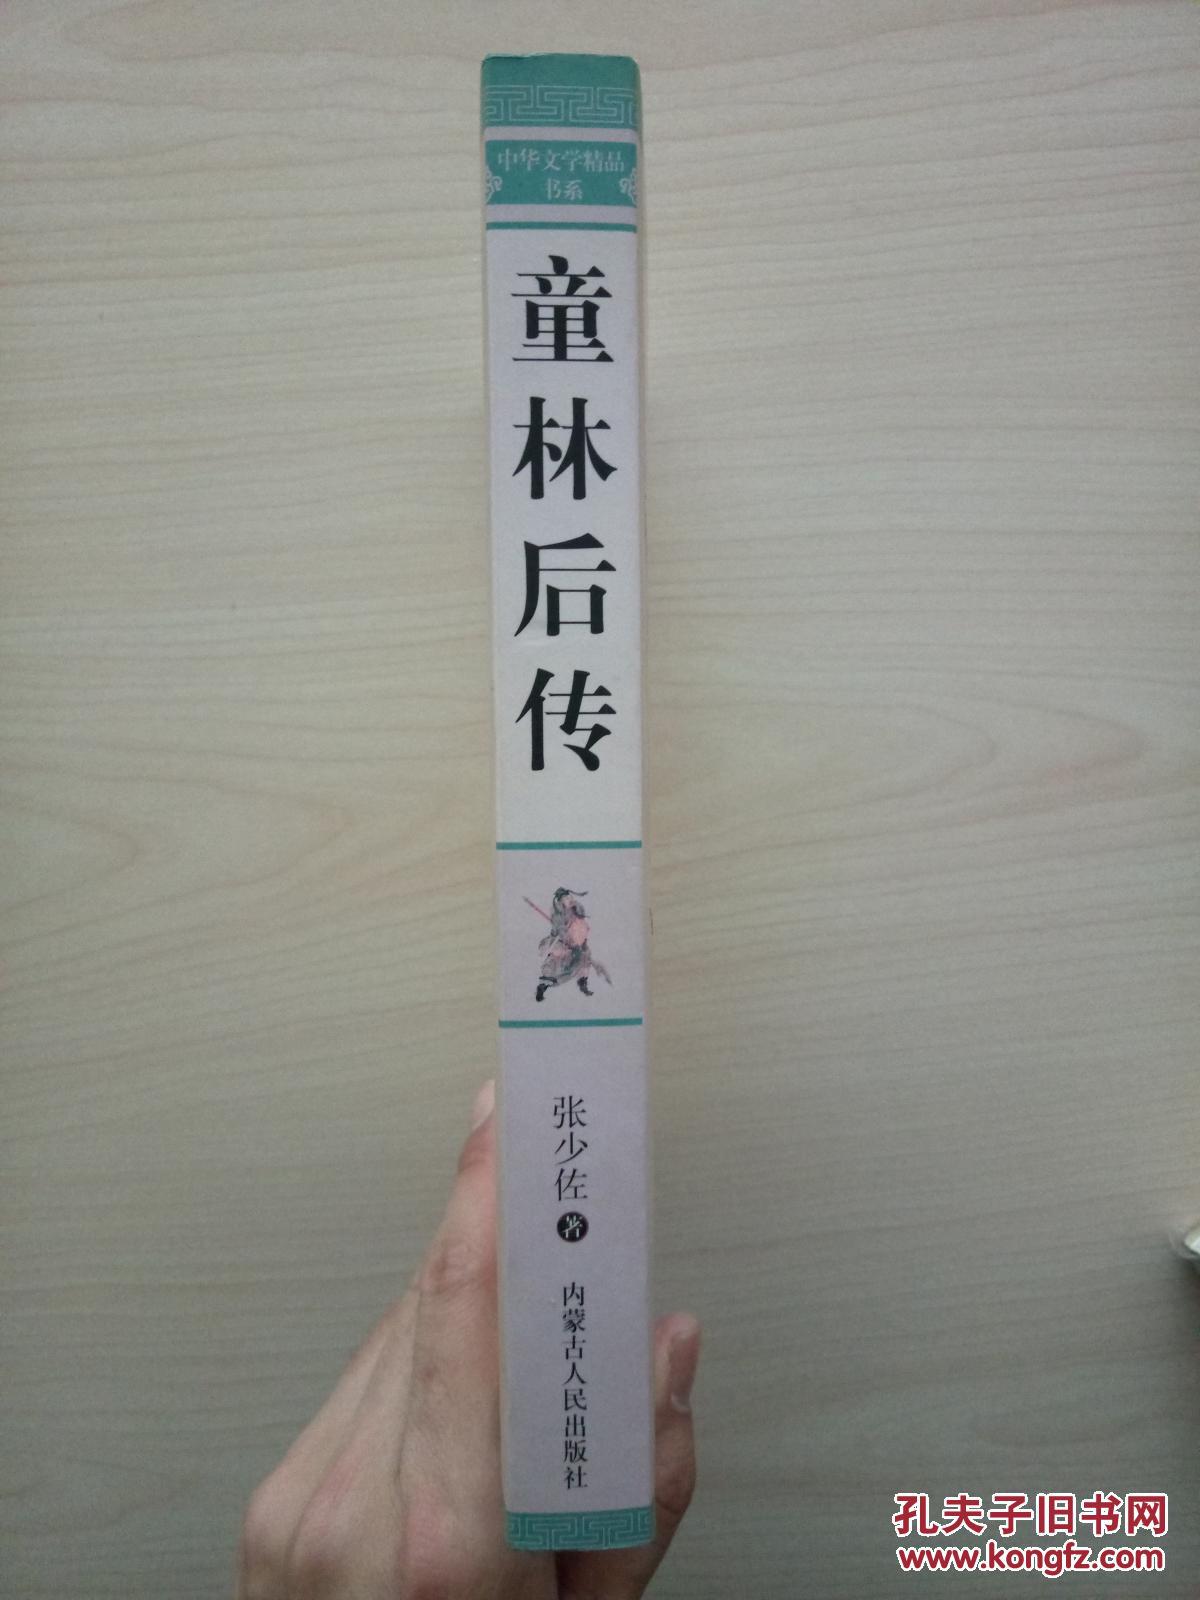 中华文学精品
书系
童林后传
张少佐 著
内蒙古人民出版社
孔夫子旧书网
www.kongfz.com